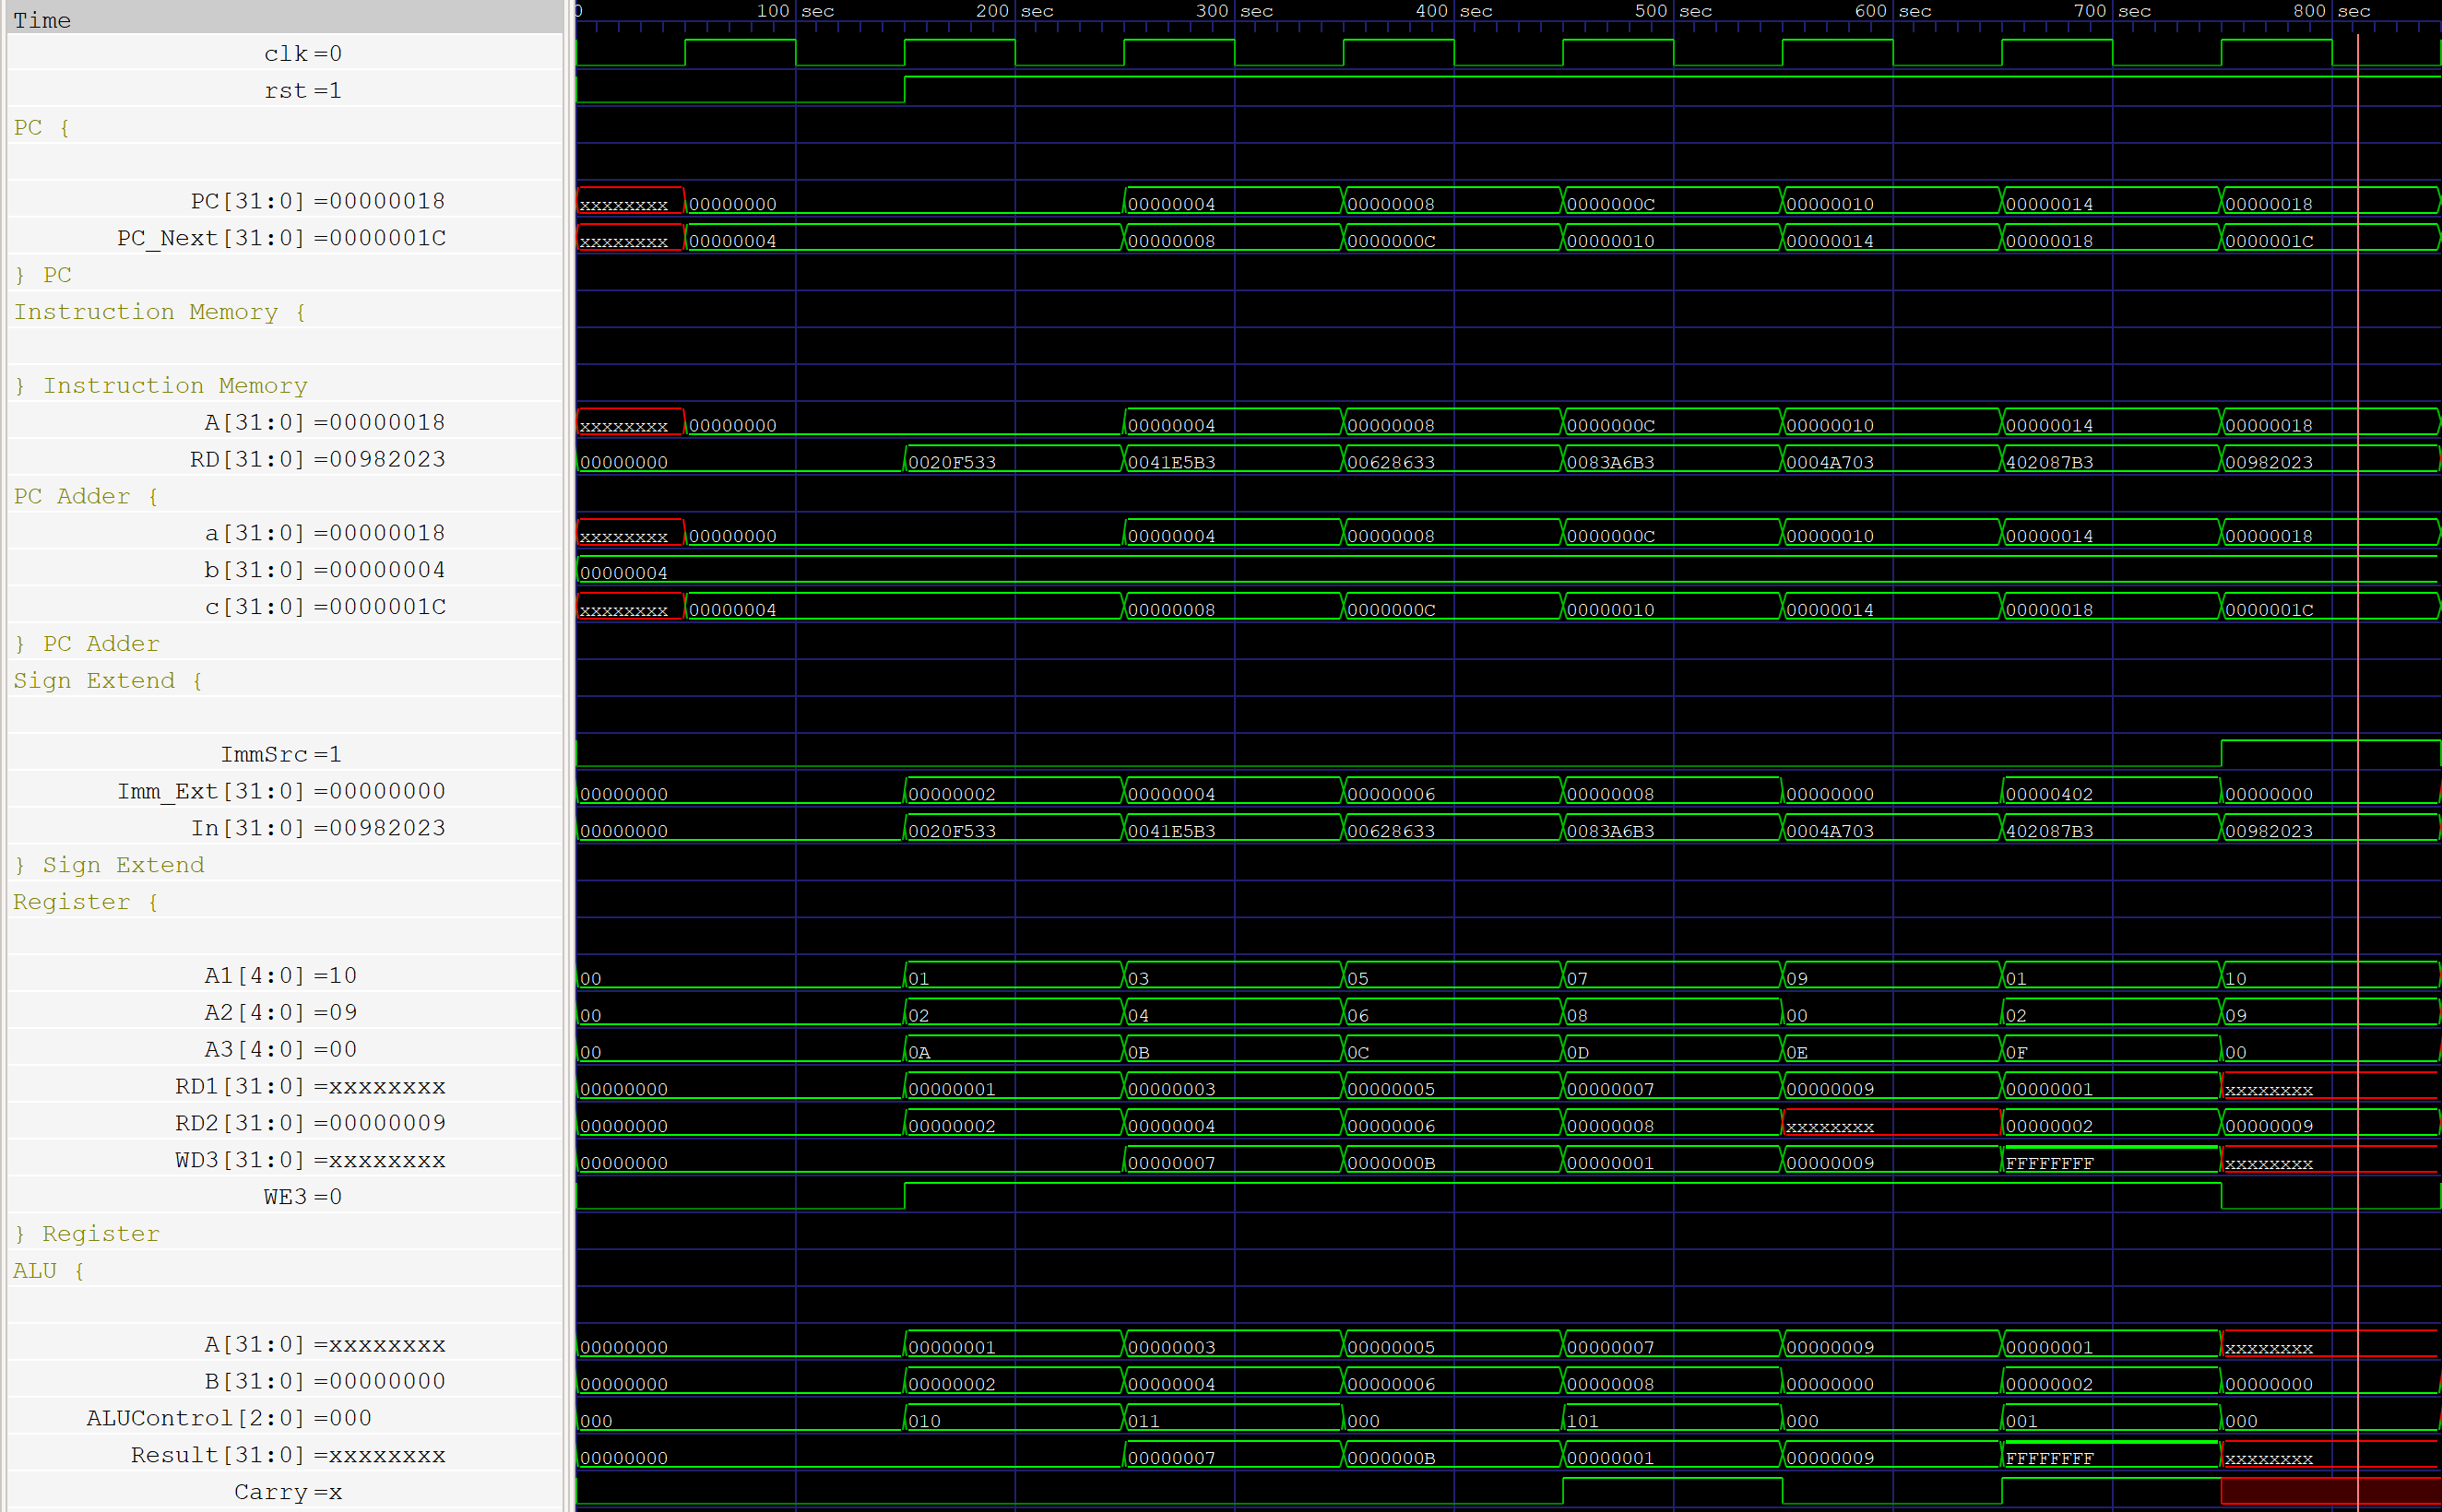 Time 0 100 sec 200 sec 300 sec 400 sec 500 sec 600 sec 700 sec 800 sec
clk=0
rst=1
PC {
PC[31:0]=00000018 xxxxxxxx 00000000 00000004 00000008 0000000C 00000010 00000014 00000018
PC_Next[31:0]=0000001C xxxxxxxx 00000004 00000008 0000000C 00000010 00000014 00000018 0000001C
} PC
Instruction Memory {
} Instruction Memory
A[31:0]=00000018 xxxxxxxx 00000000 00000004 00000008 0000000C 00000010 00000014 00000018
RD[31:0]=00982023 00000000 0020F533 0041E5B3 00628633 0083A6B3 0004A703 402087B3 00982023
PC Adder {
a[31:0]=00000018 xxxxxxxx 00000000 00000004 00000008 0000000C 00000010 00000014 00000018
b[31:0]=00000004 00000004
c[31:0]=0000001C xxxxxxxx 00000004 00000008 0000000C 00000010 00000014 00000018 0000001C
} PC Adder
Sign Extend {
ImmSrc=1
Imm_Ext[31:0]=00000000 00000000 00000002 00000004 00000006 00000008 00000000 00000402 00000000
In[31:0]=00982023 00000000 0020F533 0041E5B3 00628633 0083A6B3 0004A703 402087B3 00982023
} Sign Extend
Register {
A1[4:0]=10 00 01 03 05 07 09 01 10
A2[4:0]=09 00 02 04 06 08 00 02 09
A3[4:0]=00 00 0A 0B 0C 0D 0E 0F 00
RD1[31:0]=xxxxxxxx 00000000 00000001 00000003 00000005 00000007 00000009 00000001 xxxxxxxx
RD2[31:0]=00000009 00000000 00000002 00000004 00000006 00000008 xxxxxxxx 00000002 00000009
WD3[31:0]=xxxxxxxx 00000000 00000007 0000000B 00000001 00000009 FFFFFFFF xxxxxxxx
WE3=0
} Register
ALU {
A[31:0]=xxxxxxxx 00000000 00000001 00000003 00000005 00000007 00000009 00000001 xxxxxxxx
B[31:0]=00000000 00000000 00000002 00000004 00000006 00000008 00000000 00000002 00000000
ALUControl[2:0]=000 000 010 011 000 101 000 001 000
Result[31:0]=xxxxxxxx 00000000 00000007 0000000B 00000001 00000009 FFFFFFFF xxxxxxxx
Carry=x